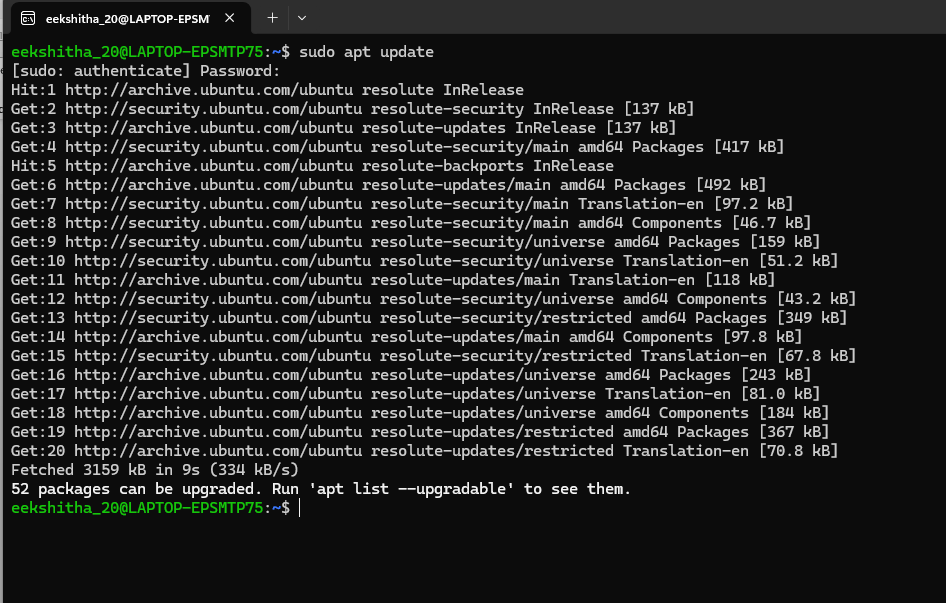 eekshitha_20@LAPTOP-EPSM
eekshitha_20@LAPTOP-EPSMTP75:~$ sudo apt update
[sudo: authenticate] Password:
Hit:1 http://archive.ubuntu.com/ubuntu resolute InRelease
Get:2 http://security.ubuntu.com/ubuntu resolute-security InRelease [137 kB]
Get:3 http://archive.ubuntu.com/ubuntu resolute-updates InRelease [137 kB]
Get:4 http://security.ubuntu.com/ubuntu resolute-security/main amd64 Packages [417 kB]
Hit:5 http://archive.ubuntu.com/ubuntu resolute-backports InRelease
Get:6 http://archive.ubuntu.com/ubuntu resolute-updates/main amd64 Packages [492 kB]
Get:7 http://security.ubuntu.com/ubuntu resolute-security/main Translation-en [97.2 kB]
Get:8 http://security.ubuntu.com/ubuntu resolute-security/main amd64 Components [46.7 kB]
Get:9 http://security.ubuntu.com/ubuntu resolute-security/universe amd64 Packages [159 kB]
Get:10 http://security.ubuntu.com/ubuntu resolute-security/universe Translation-en [51.2 kB]
Get:11 http://archive.ubuntu.com/ubuntu resolute-updates/main Translation-en [118 kB]
Get:12 http://security.ubuntu.com/ubuntu resolute-security/universe amd64 Components [43.2 kB]
Get:13 http://security.ubuntu.com/ubuntu resolute-security/restricted amd64 Packages [349 kB]
Get:14 http://archive.ubuntu.com/ubuntu resolute-updates/main amd64 Components [97.8 kB]
Get:15 http://security.ubuntu.com/ubuntu resolute-security/restricted Translation-en [67.8 kB]
Get:16 http://archive.ubuntu.com/ubuntu resolute-updates/universe amd64 Packages [243 kB]
Get:17 http://archive.ubuntu.com/ubuntu resolute-updates/universe Translation-en [81.0 kB]
Get:18 http://archive.ubuntu.com/ubuntu resolute-updates/universe amd64 Components [184 kB]
Get:19 http://archive.ubuntu.com/ubuntu resolute-updates/restricted amd64 Packages [367 kB]
Get:20 http://archive.ubuntu.com/ubuntu resolute-updates/restricted Translation-en [70.8 kB]
Fetched 3159 kB in 9s (334 kB/s)
52 packages can be upgraded. Run 'apt list --upgradable' to see them.
eekshitha_20@LAPTOP-EPSMTP75:~$